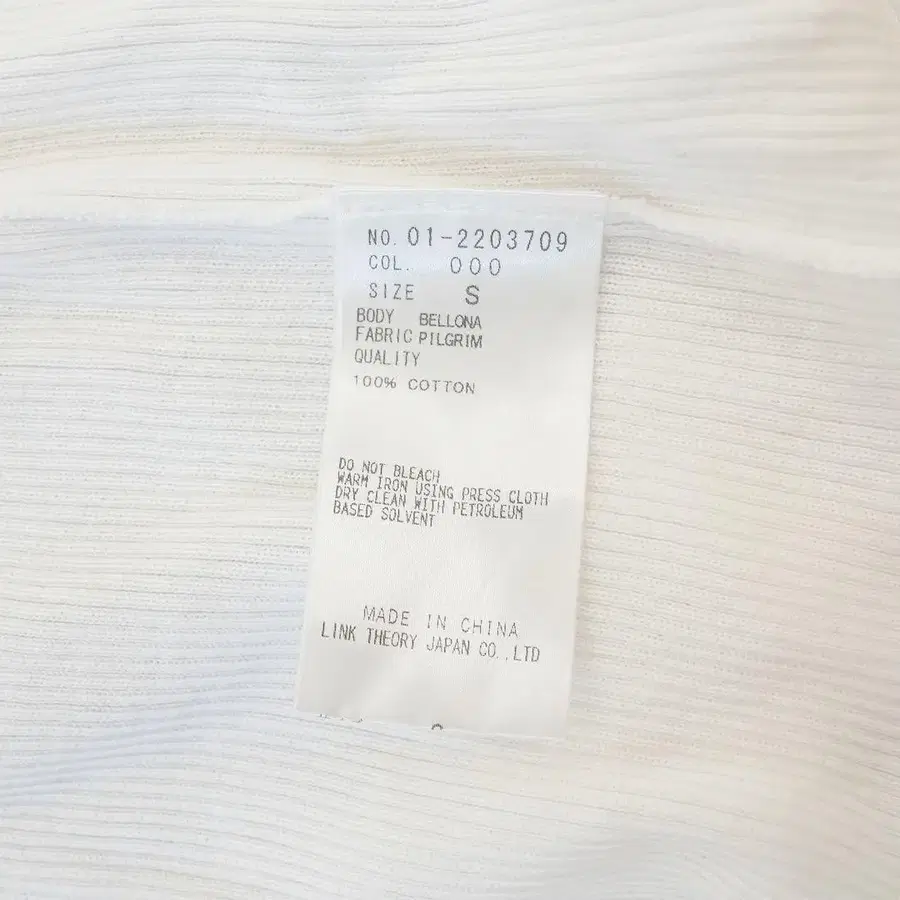 NO. 01-2203709
COL. 000
SIZE S
BODY BELLONA
FABRIC PILGRIM
QUALITY
100% COTTON
DO NOT BLEACH
WARM IRON USING PRESS CLOTH
DRY CLEAN WITH PETROLEUM
BASED SOLVENT
MADE IN CHINA
LINK THEORY JAPAN CO.,LTD